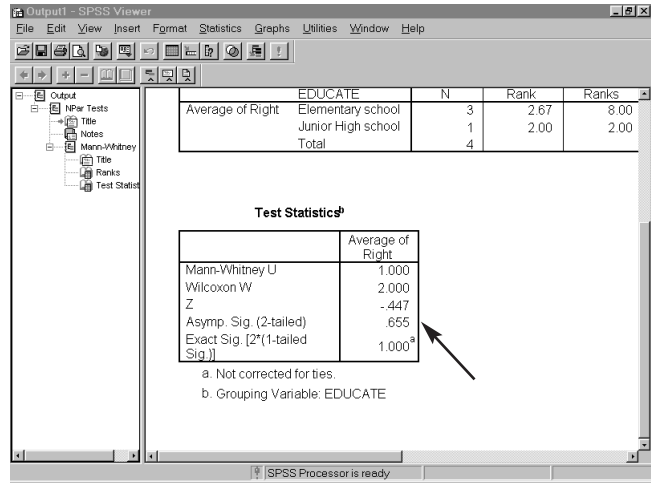 Output1 - SPSS Viewer
File Edit View Insert Format Statistics Graphs Utilities Window Help
Output
NPar Tests
Title
Notes
Mann-Whitney
Title
Ranks
Test Statist
EDUCATE N Rank Ranks
Average of Right Elementary school 3 2.67 8.00
Junior High school 1 2.00 2.00
Total 4
Test Statisticsb
Average of
Right
Mann-Whitney U 1.000
Wilcoxon W 2.000
Z -.447
Asymp. Sig. (2-tailed) .655
Exact Sig. [2*(1-tailed
Sig.)] 1.000a
a. Not corrected for ties.
b. Grouping Variable: EDUCATE
SPSS Processor is ready